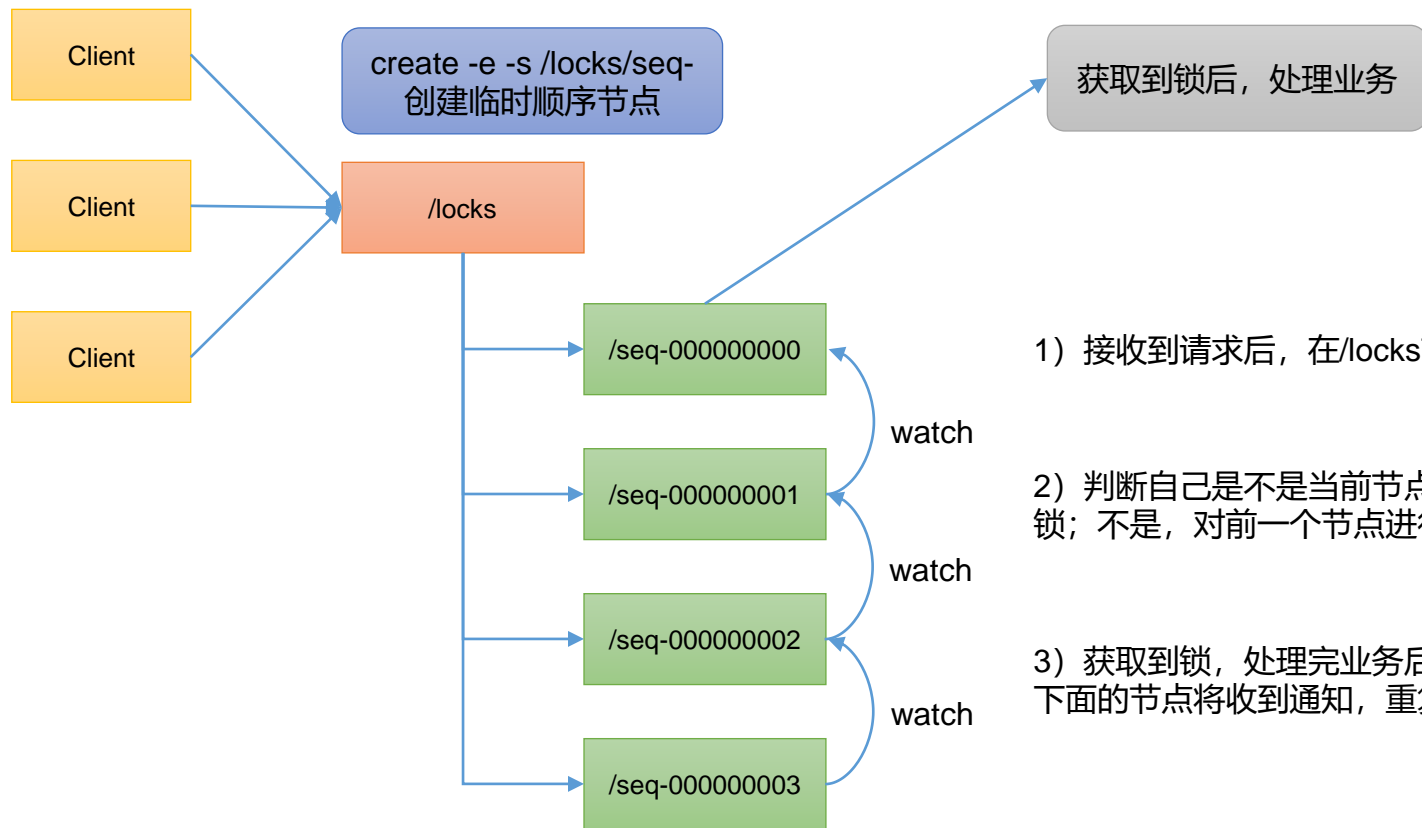 Client
create -e -s /locks/seq-
创建临时顺序节点
获取到锁后，处理业务
Client
/locks
Client
/seq-000000000
1）接收到请求后，在/locks
watch
/seq-000000001
2）判断自己是不是当前节
锁；不是，对前一个节点进
watch
/seq-000000002
3）获取到锁，处理完业务后
下面的节点将收到通知，重
watch
/seq-000000003